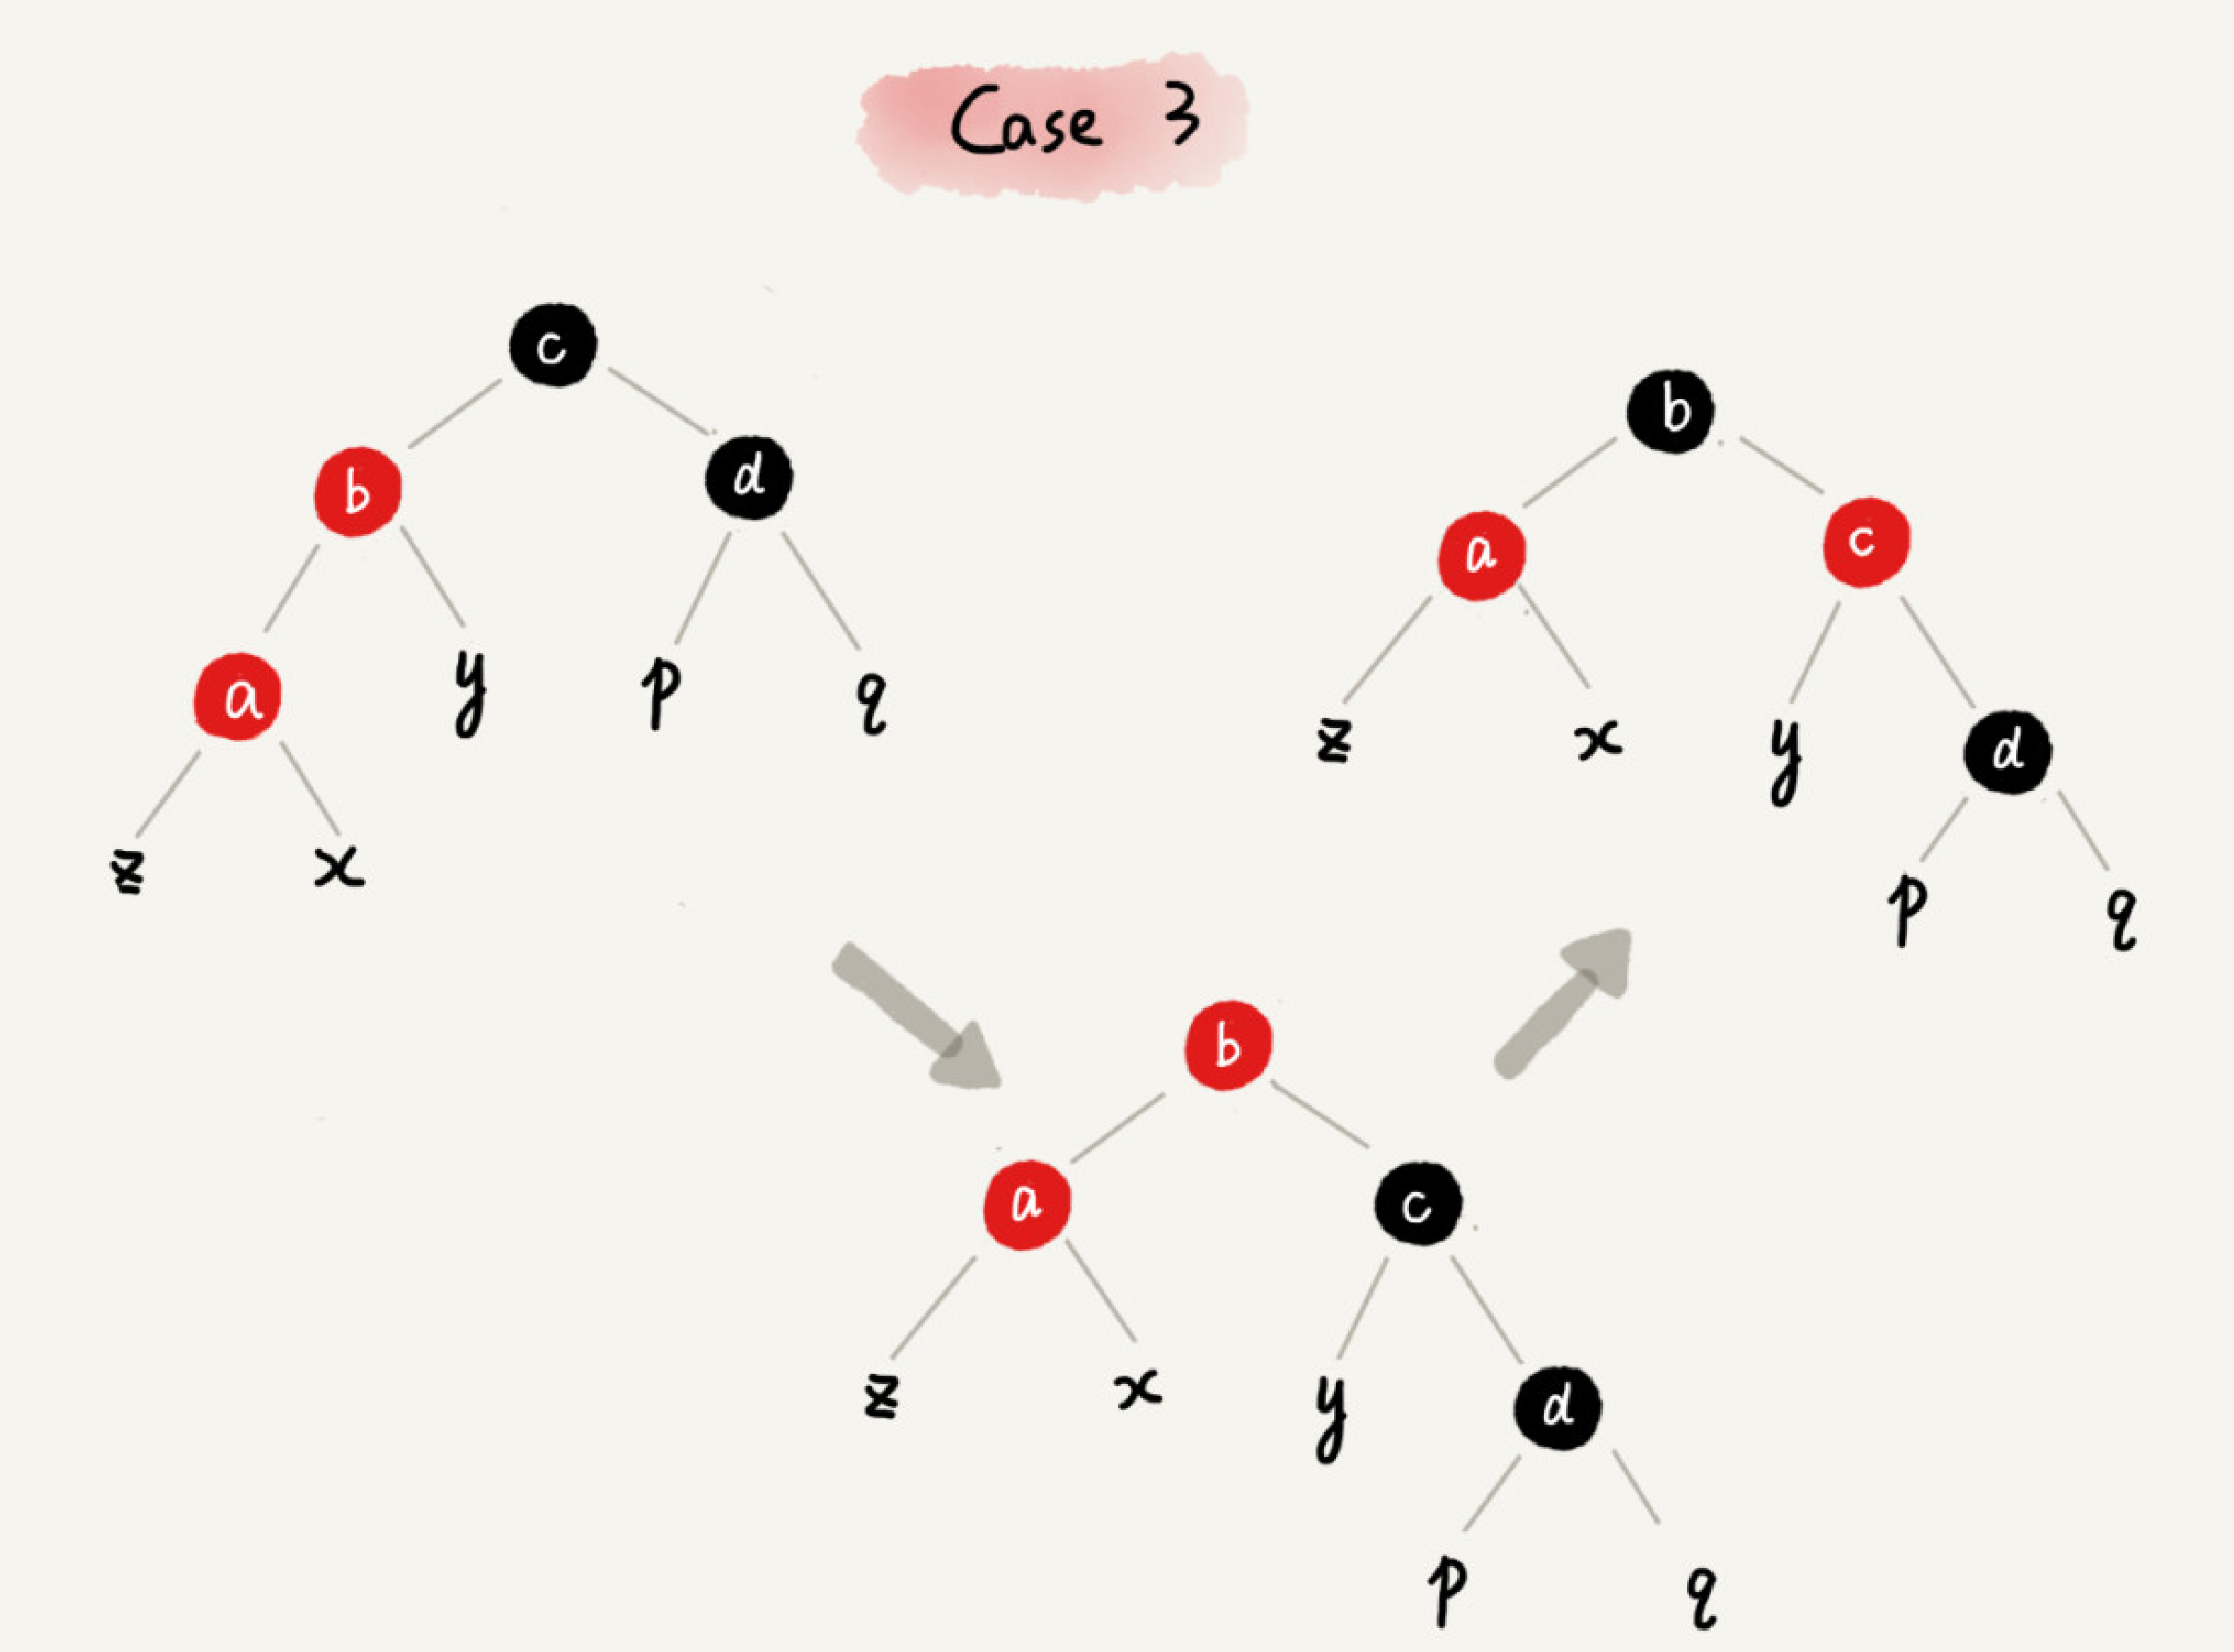 Case 3
c
b d
a y p q
z x
b
a c
z x y d
p q
b
a c
z x y d
p q